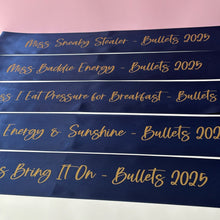 Miss Sneaky Stealer - Bullets 2025
Miss Baddie Energy - Bullets 2025
I Eat Pressure for Breakfast - Bullets
Energy & Sunshine - Bullets 202
Bring It On - Bullets 2025